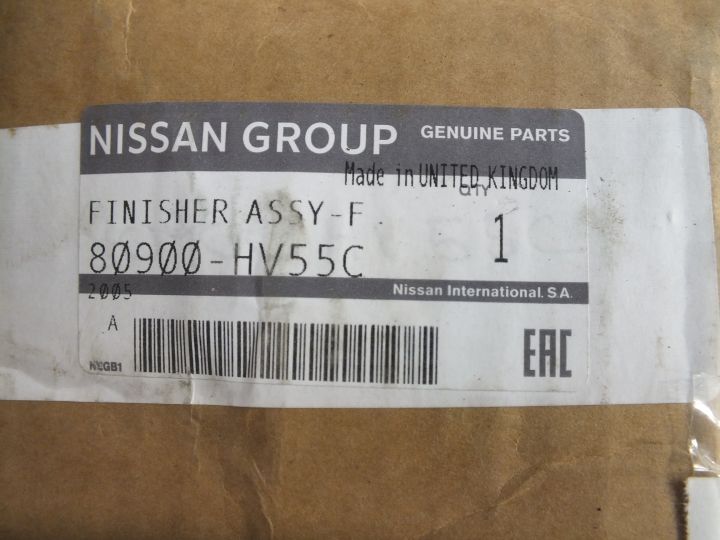 NISSAN GROUP GENUINE PARTS
Made in UNITED KINGDOM
QTY
FINISHER ASSY-F
80900-HV55C 1
2005 Nissan International. S.A.
A
EAC